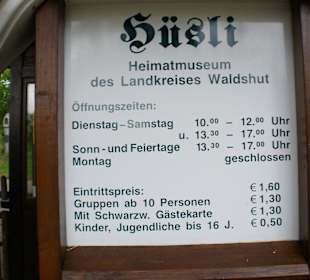 Hüsli
Heimatmuseum
des Landkreises Waldshut
Öffnungszeiten:
Dienstag–Samstag 10.00 – 12.00 Uhr
u. 13.30 – 17.00 Uhr
Sonn- und Feiertage 13.30 – 17.00 Uhr
Montag geschlossen
Eintrittspreis: € 1,60
Gruppen ab 10 Personen € 1,30
Mit Schwarzw. Gästekarte € 1,30
Kinder, Jugendliche bis 16 J. € 0,50